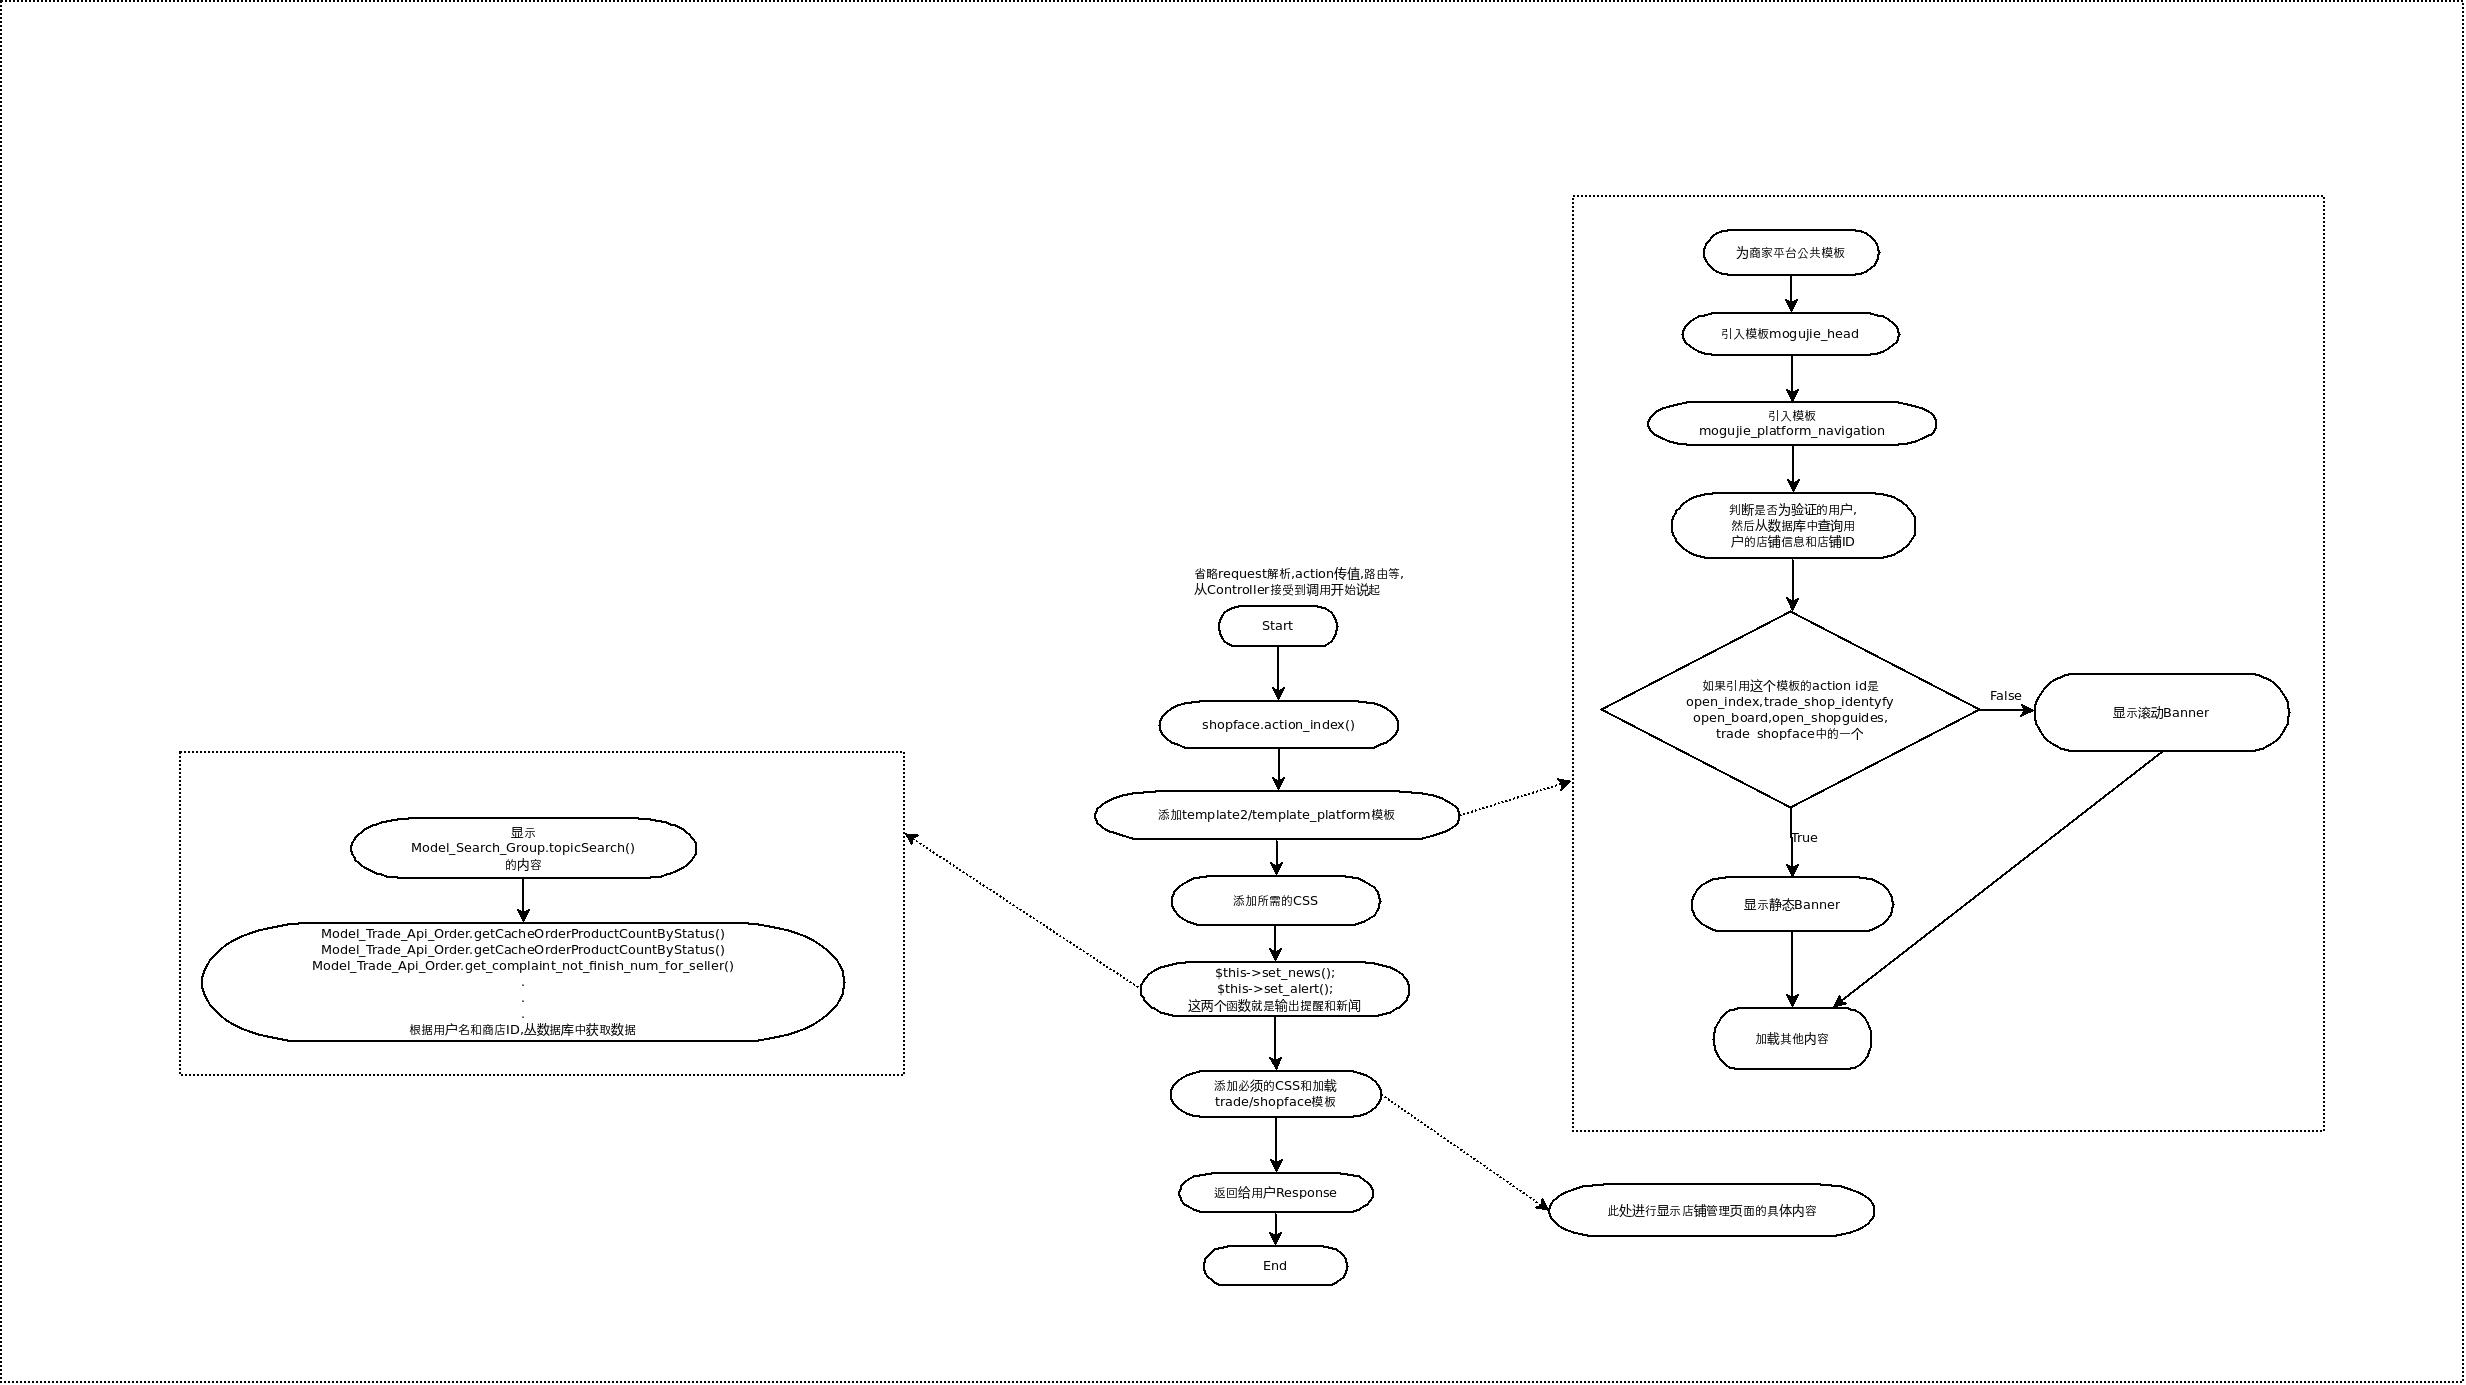 为商家平台公共模板
引入模板mogujie_head
引入模板
mogujie_platform_navigation
判断是否为验证的用户,
然后从数据库中查询用
户的店铺信息和店铺ID
如果引用这个模板的action id是
open_index,trade_shop_identyfy
open_board,open_shopguides,
trade_shopface中的一个
False
显示滚动Banner
True
显示静态Banner
加载其他内容
省略request解析,action传值,路由等,
从Controller接受到调用开始说起
Start
shopface.action_index()
添加template2/template_platform模板
添加所需的CSS
$this->set_news();
$this->set_alert();
这两个函数就是输出提醒和新闻
添加必须的CSS和加载
trade/shopface模板
返回给用户Response
End
显示
Model_Search_Group.topicSearch()
的内容
Model_Trade_Api_Order.getCacheOrderProductCountByStatus()
Model_Trade_Api_Order.getCacheOrderProductCountByStatus()
Model_Trade_Api_Order.get_complaint_not_finish_num_for_seller()
.
.
.
根据用户名和商店ID,丛数据库中获取数据
此处进行显示店铺管理页面的具体内容